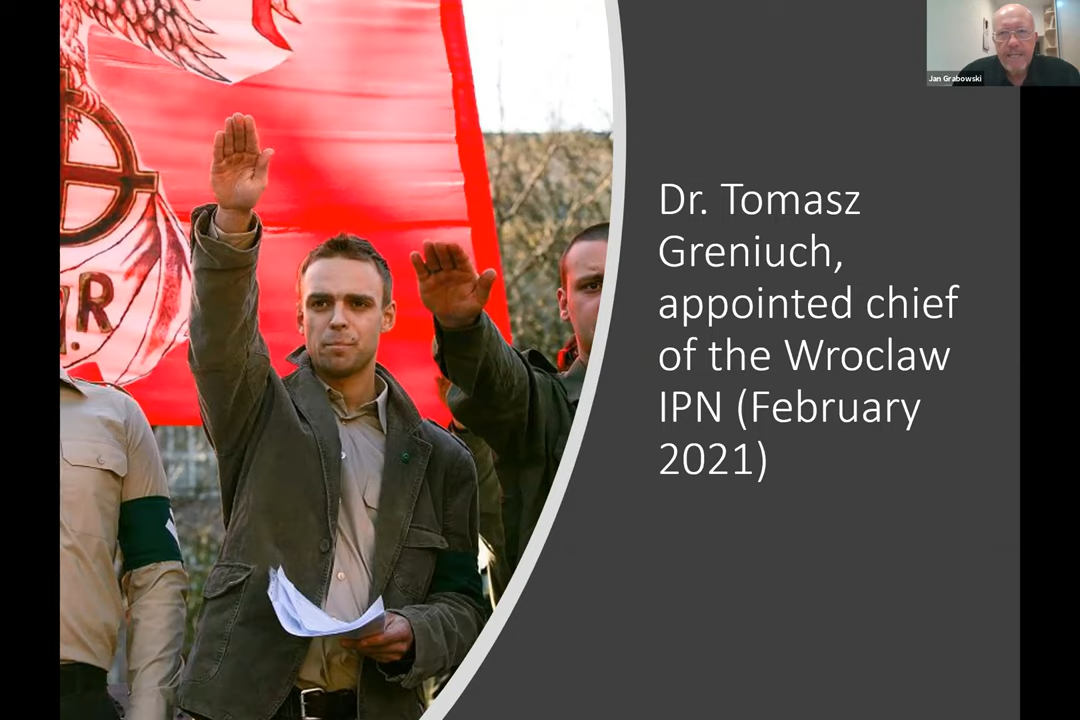 Jan Grabowski
Dr. Tomasz
Greniuch,
appointed chief
of the Wroclaw
IPN (February
2021)